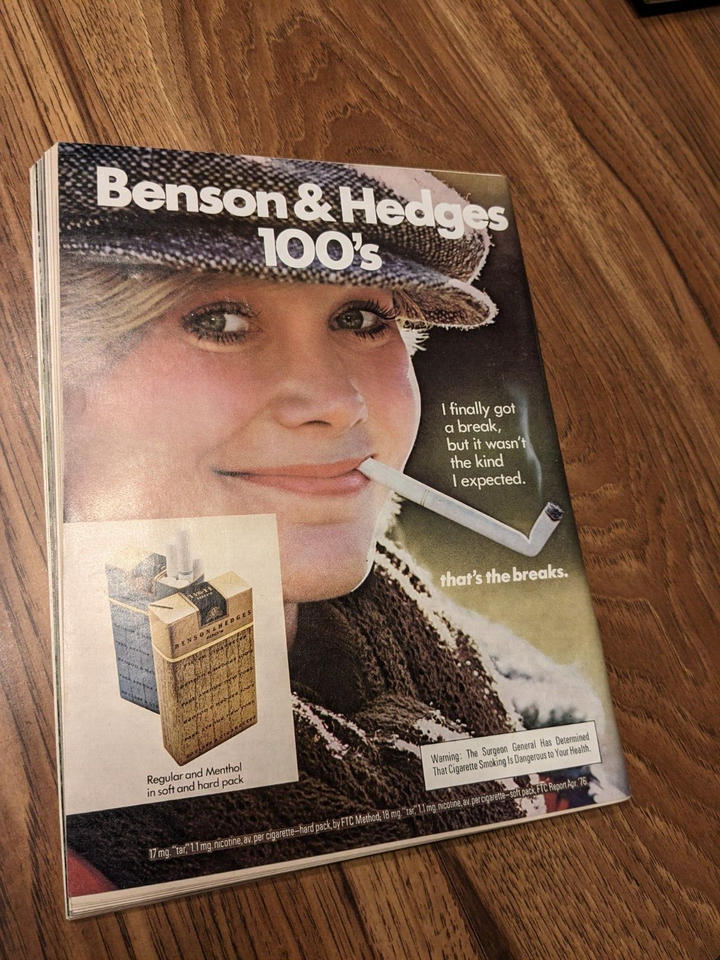 Benson & Hedges
100's
I finally got
a break,
but it wasn't
the kind
I expected.
that's the breaks.
BENSON & HEDGES
Regular and Menthol
in soft and hard pack
Warning: The Surgeon General Has Determined
That Cigarette Smoking Is Dangerous to Your Health.
17 mg. "tar," 1.1 mg. nicotine, av. per cigarette—hard pack, by FTC Method; 18 mg. "tar," 1.1 mg. nicotine, av. per cigarette—soft pack, FTC Report Apr. '76.